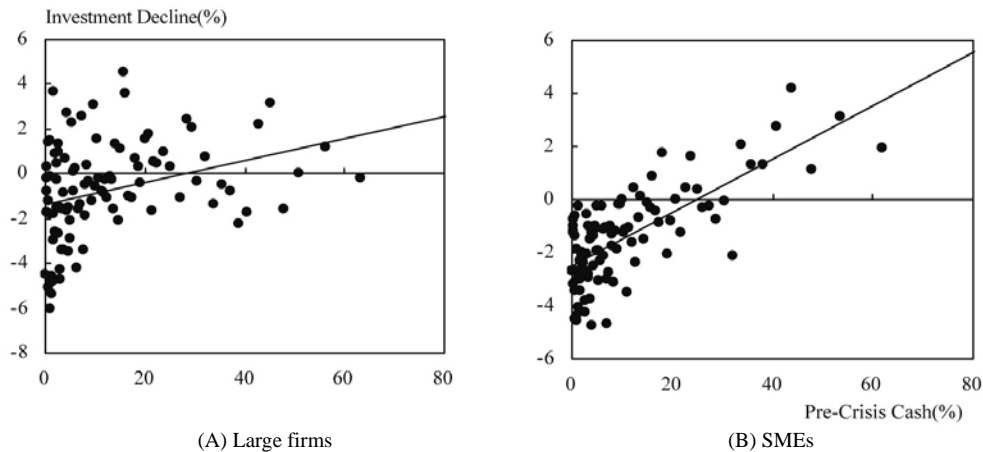 Investment Decline(%)
6
4
2
0
-2
-4
-6
-8
0 20 40 60 80
(A) Large firms
6
4
2
0
-2
-4
-6
0 20 40 60 80
Pre-Crisis Cash(%)
(B) SMEs